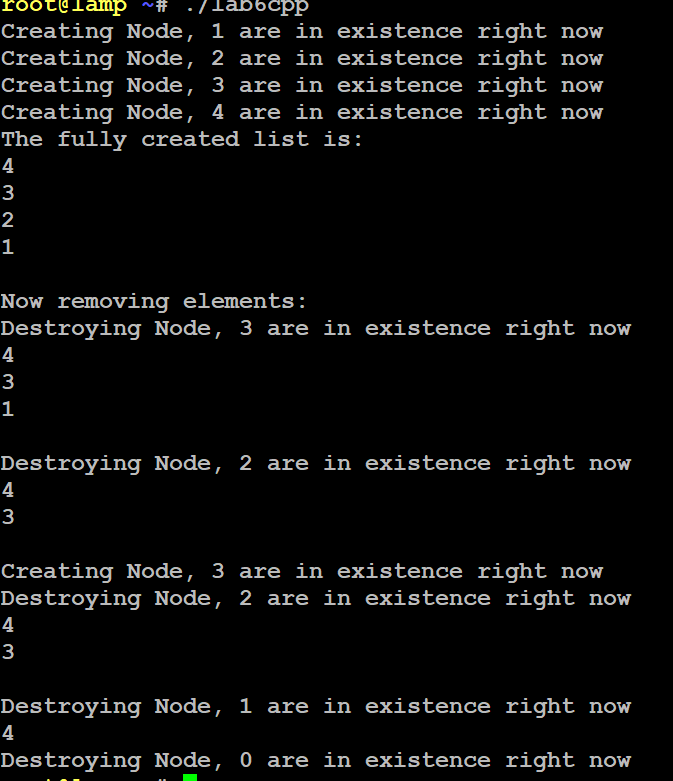 root@lamp ~# ./lab6cpp
Creating Node, 1 are in existence right now
Creating Node, 2 are in existence right now
Creating Node, 3 are in existence right now
Creating Node, 4 are in existence right now
The fully created list is:
4
3
2
1
Now removing elements:
Destroying Node, 3 are in existence right now
4
3
1
Destroying Node, 2 are in existence right now
4
3
Creating Node, 3 are in existence right now
Destroying Node, 2 are in existence right now
4
3
Destroying Node, 1 are in existence right now
4
Destroying Node, 0 are in existence right now